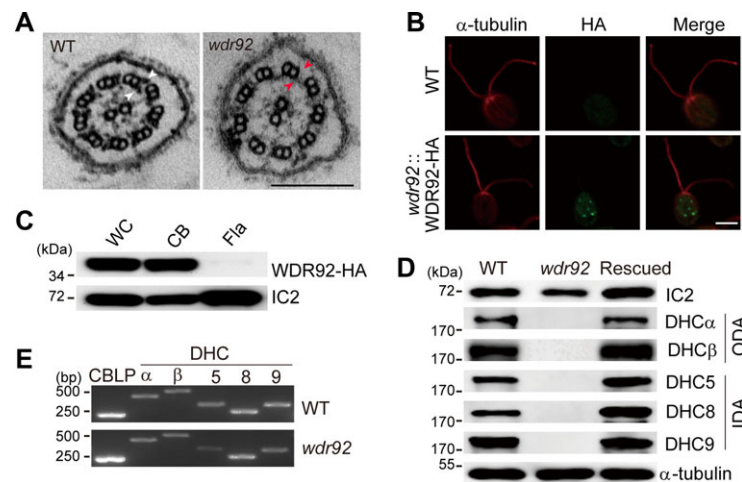 A
WT
wdr92
B
α-tubulin HA Merge
WT
wdr92::
WDR92-HA
C
WC CB Fla
(kDa)
34
WDR92-HA
72
IC2
D
(kDa) WT wdr92 Rescued
72
IC2
170
DHCα
170
DHCβ
ODA
170
DHC5
170
DHC8
170
DHC9
IDA
55
α-tubulin
E
DHC
(bp) CBLP α β 5 8 9
500
250
WT
500
250
wdr92